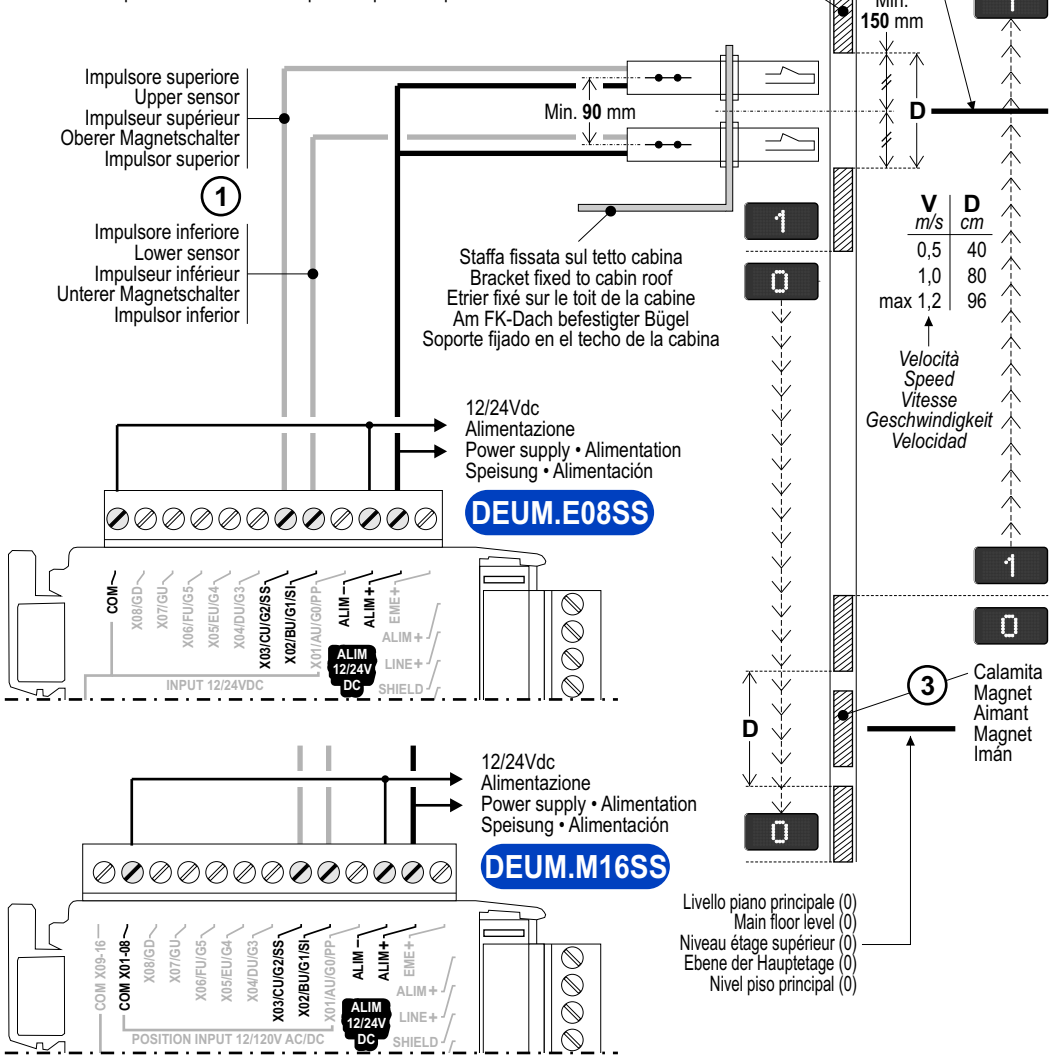 Min.
150 mm
1
Impulsore superiore
Upper sensor
Impulseur supérieur
Oberer Magnetschalter
Impulsor superior
1
Impulsore inferiore
Lower sensor
Impulseur inférieur
Unterer Magnetschalter
Impulsor inferior
Min. 90 mm
D
Staffa fissata sul tetto cabina
Bracket fixed to cabin roof
Etrier fixé sur le toit de la cabine
Am FK-Dach befestigter Bügel
Soporte fijado en el techo de la cabina
1
0
V D
m/s cm
0,5 40
1,0 80
max 1,2 96
Velocità
Speed
Vitesse
Geschwindigkeit
Velocidad
12/24Vdc
Alimentazione
Power supply • Alimentation
Speisung • Alimentación
DEUM.E08SS
COM
X08/GD
X07/GU
X06/FU/G5
X05/EU/G4
X04/DU/G3
X03/CU/G2/SS
X02/BU/G1/SI
X01/AU/G0/PP
ALIM –
ALIM +
EME+
ALIM +
LINE +
SHIELD
ALIM
12/24V
DC
INPUT 12/24VDC
1
0
3
Calamita
Magnet
Aimant
Magnet
Imán
D
0
12/24Vdc
Alimentazione
Power supply • Alimentation
Speisung • Alimentación
DEUM.M16SS
COM X09-16
COM X01-08
X08/GD
X07/GU
X06/FU/G5
X05/EU/G4
X04/DU/G3
X03/CU/G2/SS
X02/BU/G1/SI
X01/AU/G0/PP
ALIM –
ALIM+
EME+
ALIM +
LINE +
SHIELD
ALIM
12/24V
DC
POSITION INPUT 12/120V AC/DC
Livello piano principale (0)
Main floor level (0)
Niveau étage supérieur (0)
Ebene der Hauptetage (0)
Nivel piso principal (0)